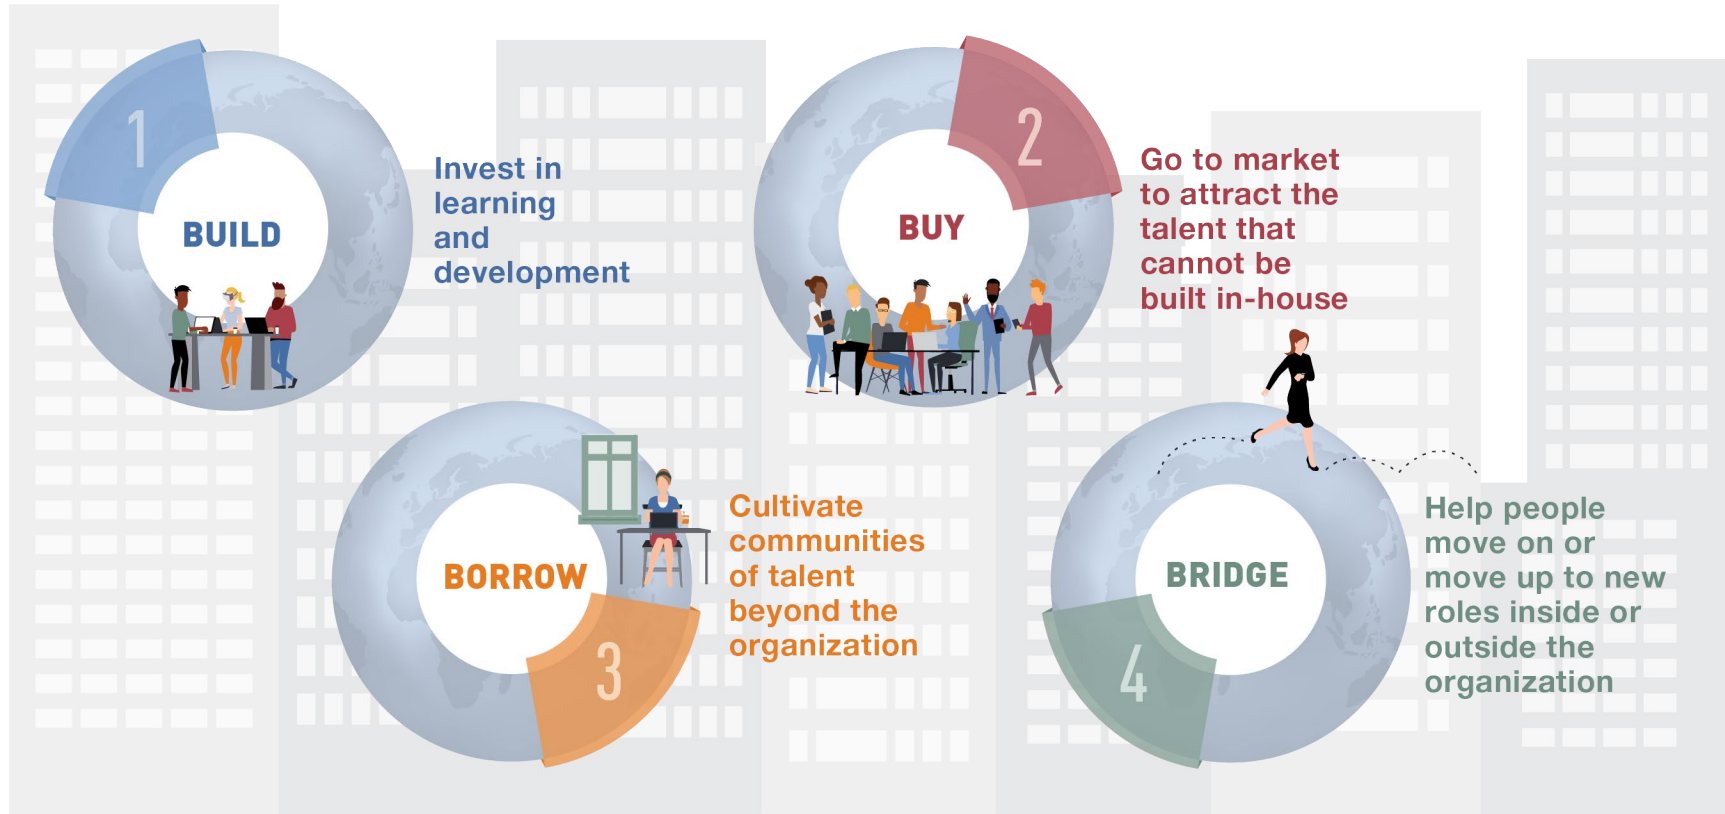 1
BUILD
Invest in
learning
and
development
2
BUY
Go to market
to attract the
talent that
cannot be
built in-house
3
BORROW
Cultivate
communities
of talent
beyond the
organization
4
BRIDGE
Help people
move on or
move up to new
roles inside or
outside the
organization